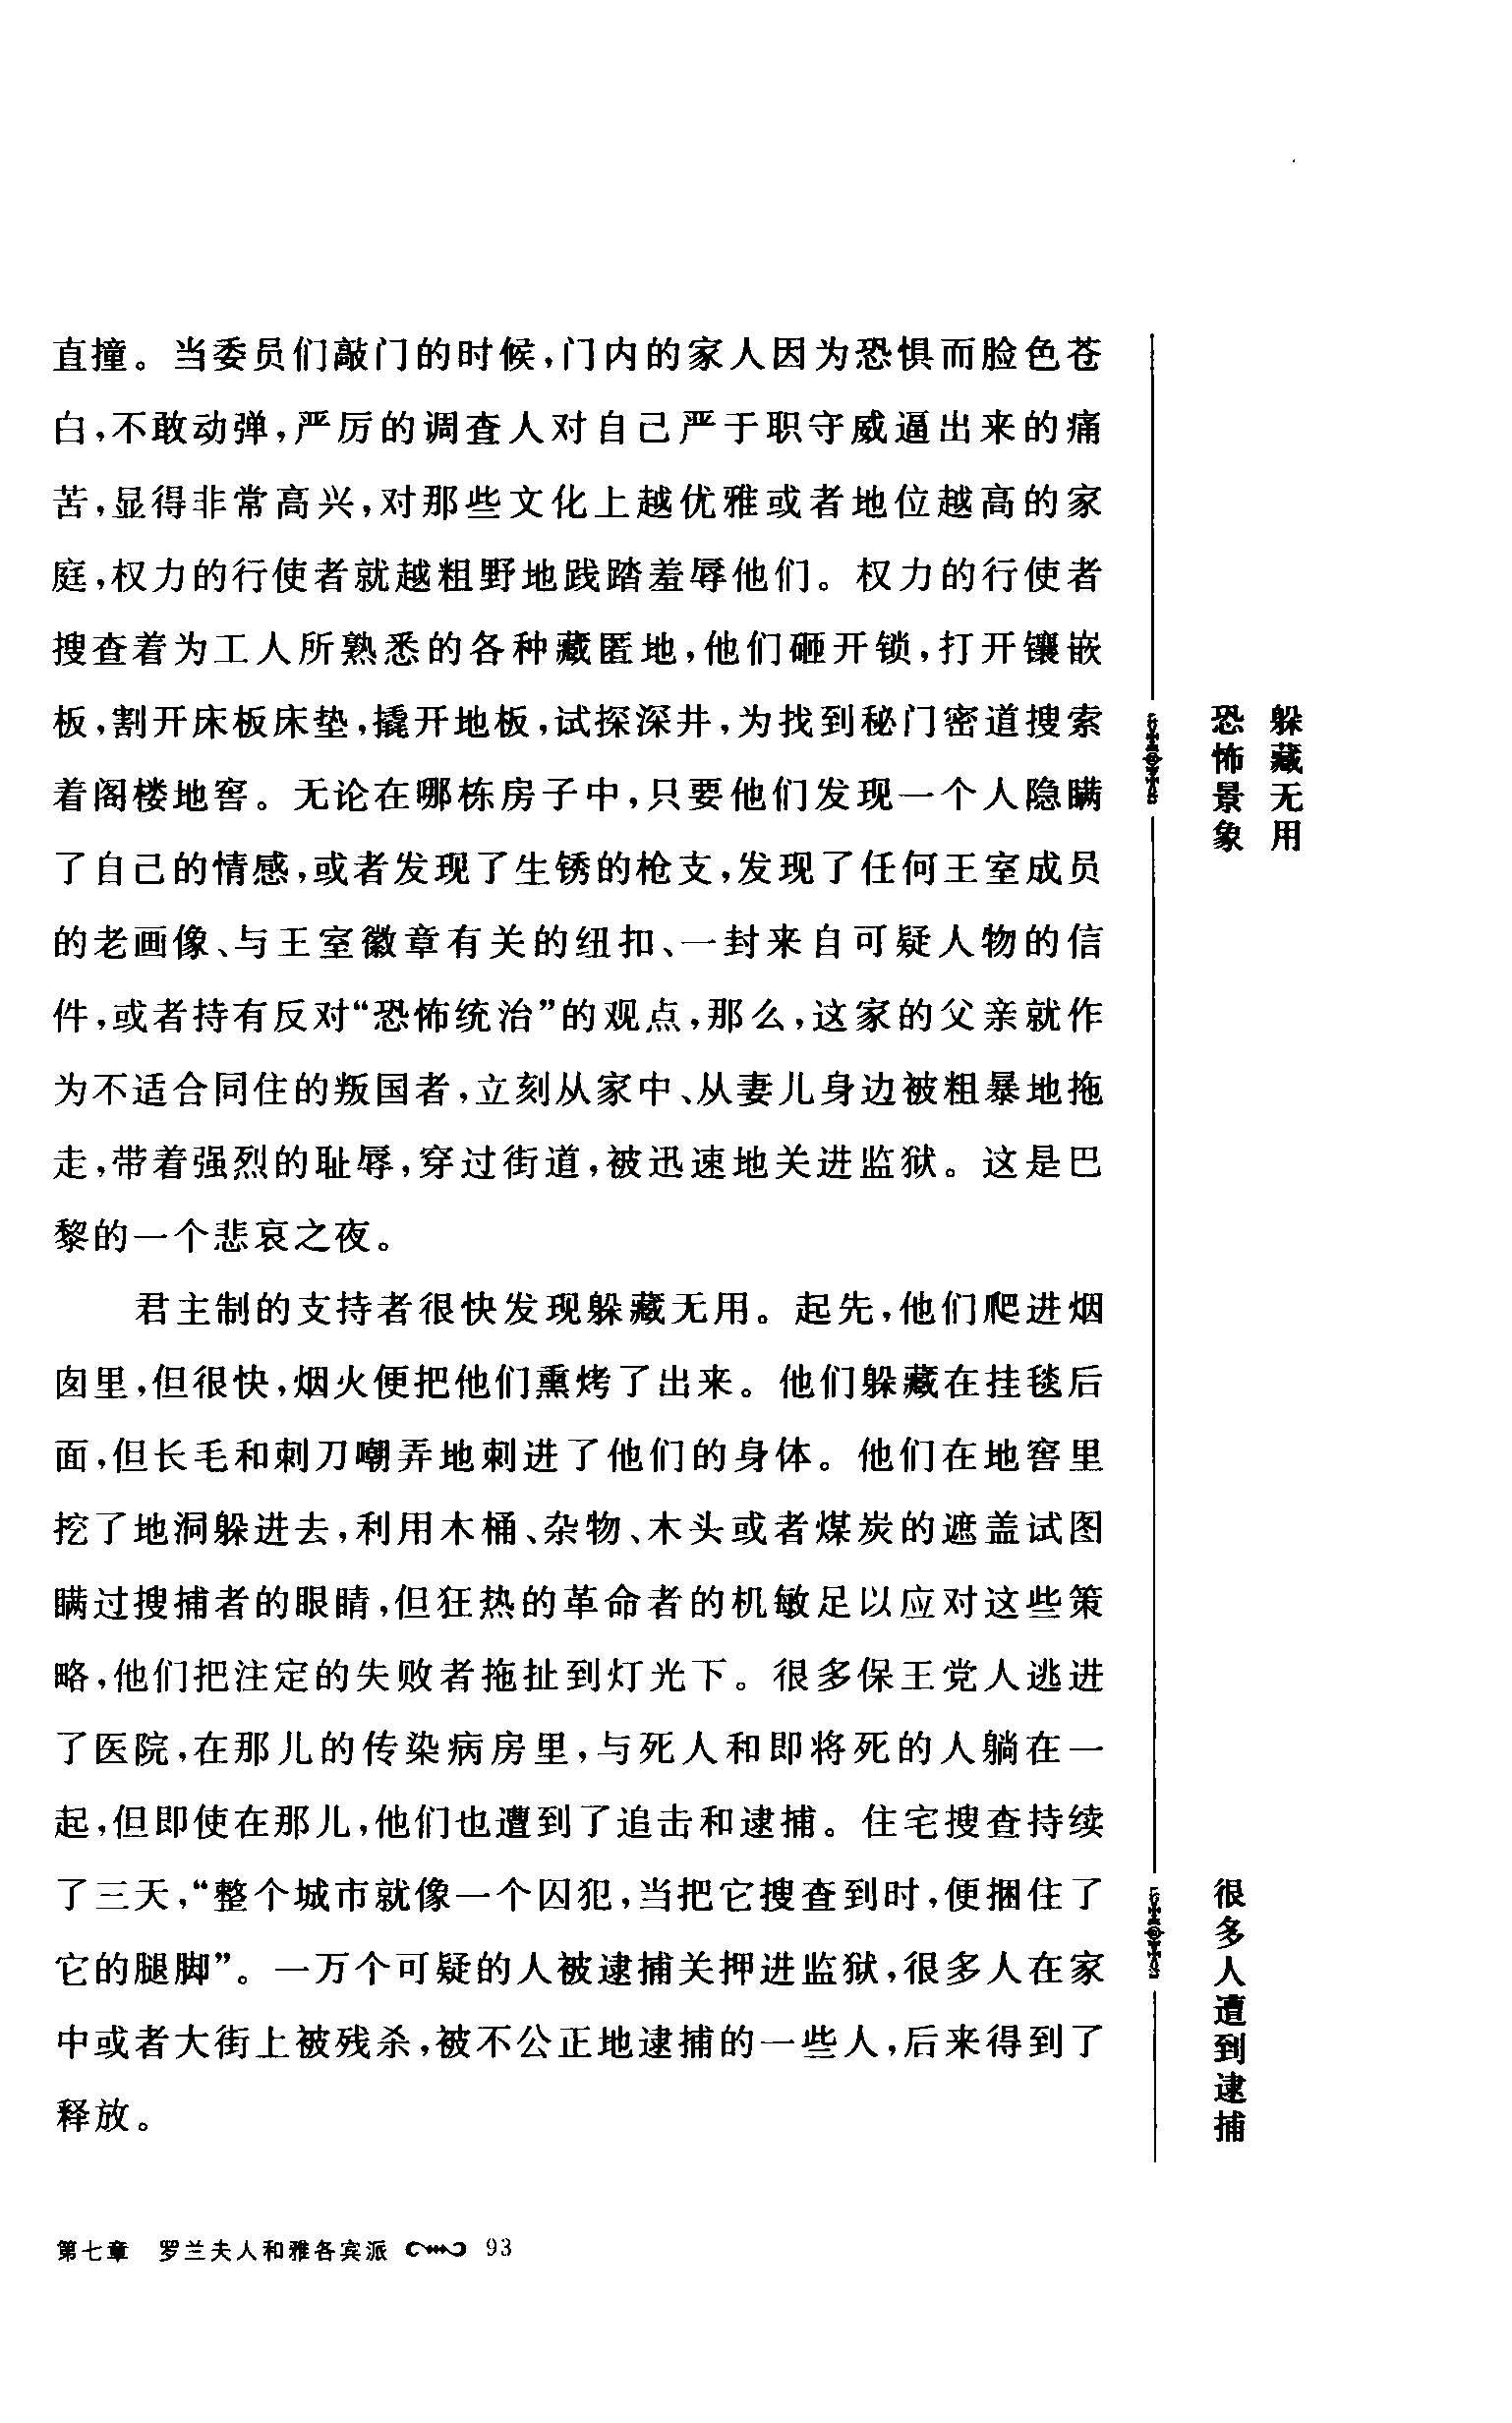 直撞。当委员们敲门的时候,门内的家人因为恐惧而脸色苍
白,不敢动弹,严厉的调查人对自己严于职守威逼出来的痛
苦,显得非常高兴,对那些文化上越优雅或者地位越高的家
庭,权力的行使者就越粗野地践踏羞辱他们。权力的行使者
搜查着为工人所熟悉的各种藏匿地,他们砸开锁,打开镶嵌
板,割开床板床垫,撬开地板,试探深井,为找到秘门密道搜索
着阁楼地窖。无论在哪栋房子中,只要他们发现一个人隐瞒
了自己的情感,或者发现了生锈的枪支,发现了任何王室成员
的老画像、与王室徽章有关的纽扣、一封来自可疑人物的信
件,或者持有反对“恐怖统治”的观点,那么,这家的父亲就作
为不适合同住的叛国者,立刻从家中、从妻儿身边被粗暴地拖
走,带着强烈的耻辱,穿过街道,被迅速地关进监狱。这是巴
黎的一个悲哀之夜。
君主制的支持者很快发现躲藏无用。起先,他们爬进烟
囱里,但很快,烟火便把他们熏烤了出来。他们躲藏在挂毯后
面,但长毛和刺刀嘲弄地刺进了他们的身体。他们在地窖里
挖了地洞躲进去,利用木桶、杂物、木头或者煤炭的遮盖试图
瞒过搜捕者的眼睛,但狂热的革命者的机敏足以应对这些策
略,他们把注定的失败者拖扯到灯光下。很多保王党人逃进
了医院,在那儿的传染病房里,与死人和即将死的人躺在一
起,但即使在那儿,他们也遭到了追击和逮捕。住宅搜查持续
了三天,“整个城市就像一个囚犯,当把它搜查到时,便捆住了
它的腿脚”。一万个可疑的人被逮捕关押进监狱,很多人在家
中或者大街上被残杀,被不公正地逮捕的一些人,后来得到了
释放。
躲藏无用
恐怖景象
很多人遭到逮捕
第七章 罗兰夫人和雅各宾派 93